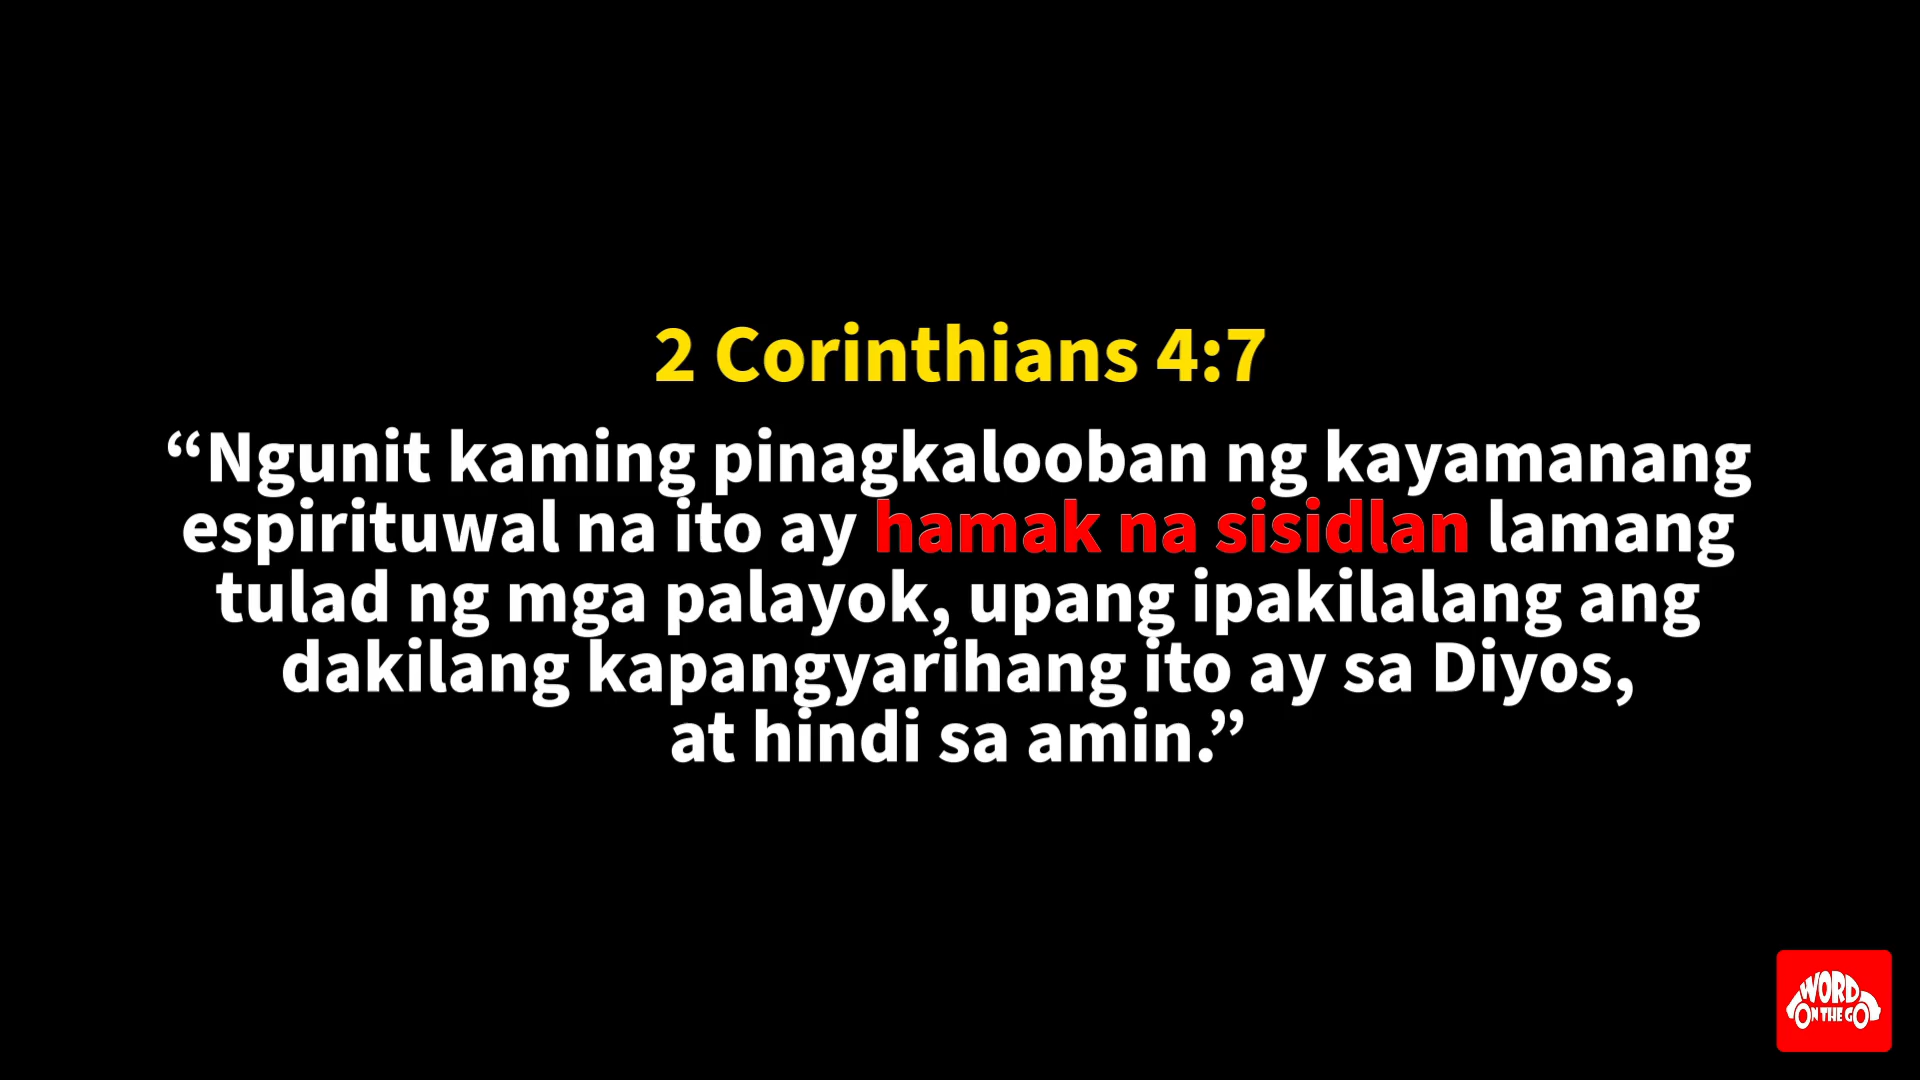 2 Corinthians 4:7
“Ngunit kaming pinagkalooban ng kayamanang
espirituwal na ito ay hamak na sisidlan lamang
tulad ng mga palayok, upang ipakilalang ang
dakilang kapangyarihang ito ay sa Diyos,
at hindi sa amin.”
WORD
ON THE GO